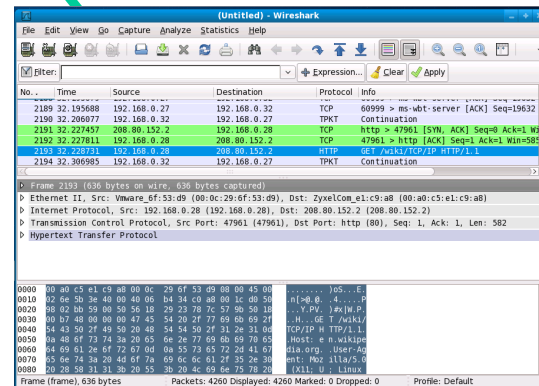 (Untitled) - Wireshark
File Edit View Go Capture Analyze Statistics Help
Filter: Expression... Clear Apply
No. . Time Source Destination Protocol Info
2189 32.195688 192.168.0.27 192.168.0.32 TCP 60999 > ms-wbt-server [ACK] Seq=19632
2190 32.206077 192.168.0.27 192.168.0.32 TPKT Continuation
2191 32.227457 208.80.152.2 192.168.0.28 TCP http > 47961 [SYN, ACK] Seq=0 Ack=1 Wi
2192 32.227811 192.168.0.28 208.80.152.2 TCP 47961 > http [ACK] Seq=1 Ack=1 Win=585
2193 32.228731 192.168.0.28 208.80.152.2 HTTP GET /wiki/TCP/IP HTTP/1.1
2194 32.306985 192.168.0.32 192.168.0.27 TPKT Continuation
Frame 2193 (636 bytes on wire, 636 bytes captured)
Ethernet II, Src: Vmware_6f:53:d9 (00:0c:29:6f:53:d9), Dst: ZyxelCom_e1:c9:a8 (00:a0:c5:e1:c9:a8)
Internet Protocol, Src: 192.168.0.28 (192.168.0.28), Dst: 208.80.152.2 (208.80.152.2)
Transmission Control Protocol, Src Port: 47961 (47961), Dst Port: http (80), Seq: 1, Ack: 1, Len: 582
Hypertext Transfer Protocol
0000 00 a0 c5 e1 c9 a8 00 0c 29 6f 53 d9 08 00 45 00 ........ )oS...E.
0010 02 6e 5b 3e 40 00 40 06 b4 34 c0 a8 00 1c d0 50 .n[>@.@. .4.....P
0020 98 02 bb 59 00 50 56 18 29 23 78 7c 57 9b 50 18 ...Y.PV. )#x|W.P.
0030 00 b7 48 00 00 00 47 45 54 20 2f 77 69 6b 69 2f ..H...GE T /wiki/
0040 54 43 50 2f 49 50 20 48 54 54 50 2f 31 2e 31 0d TCP/IP H TTP/1.1.
0050 0a 48 6f 73 74 3a 20 65 6e 2e 77 69 6b 69 70 65 .Host: e n.wikipe
0060 64 69 61 2e 6f 72 67 0d 0a 55 73 65 72 2d 41 67 dia.org. .User-Ag
0070 65 6e 74 3a 20 4d 6f 7a 69 6c 6c 61 2f 35 2e 30 ent: Moz illa/5.0
0080 20 28 58 31 31 3b 20 55 3b 20 4c 69 6e 75 78 20 (X11; U ; Linux
Frame (frame), 636 bytes Packets: 4260 Displayed: 4260 Marked: 0 Dropped: 0 Profile: Default